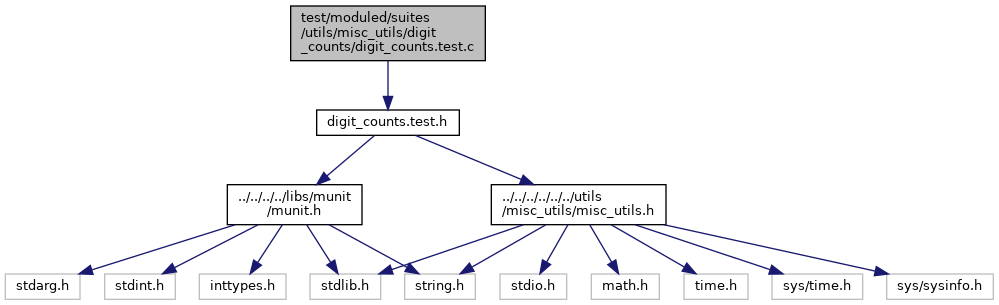 test/moduled/suites
/utils/misc_utils/digit
_counts/digit_counts.test.c
digit_counts.test.h
../../../../libs/munit
/munit.h
../../../../../../utils
/misc_utils/misc_utils.h
stdarg.h
stdint.h
inttypes.h
stdlib.h
string.h
stdio.h
math.h
time.h
sys/time.h
sys/sysinfo.h